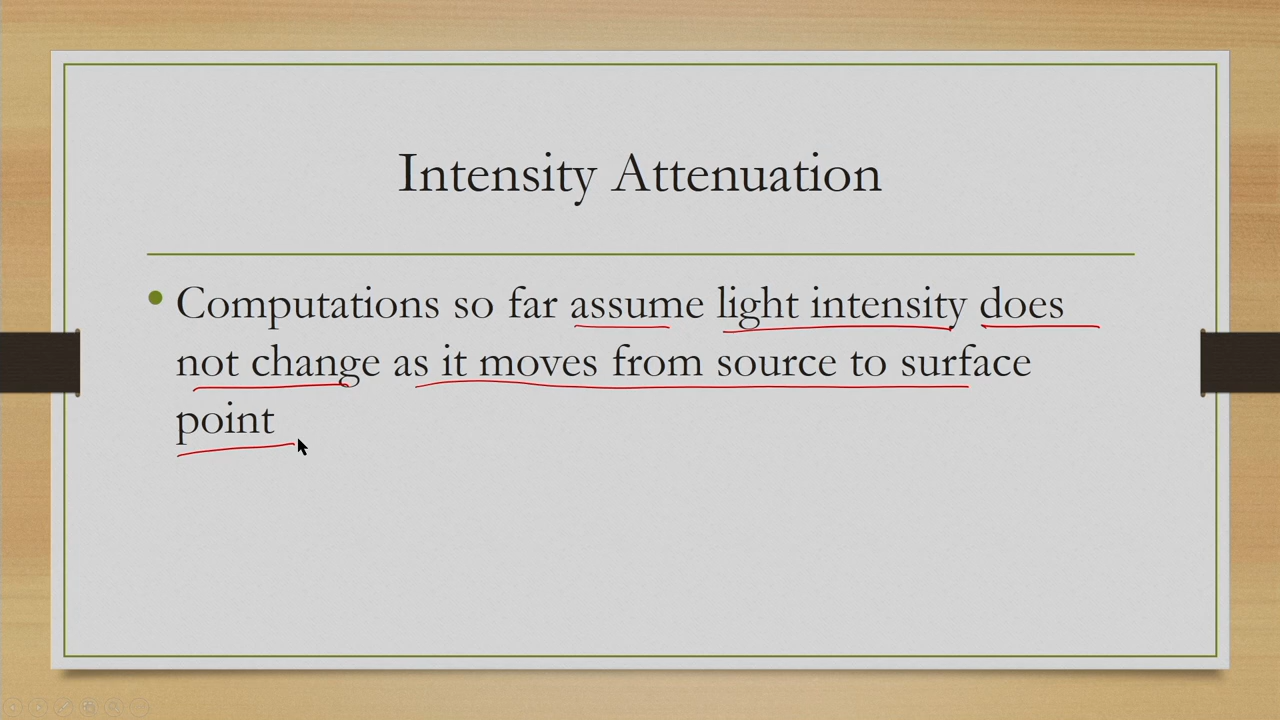 Intensity Attenuation
• Computations so far assume light intensity does
not change as it moves from source to surface
point